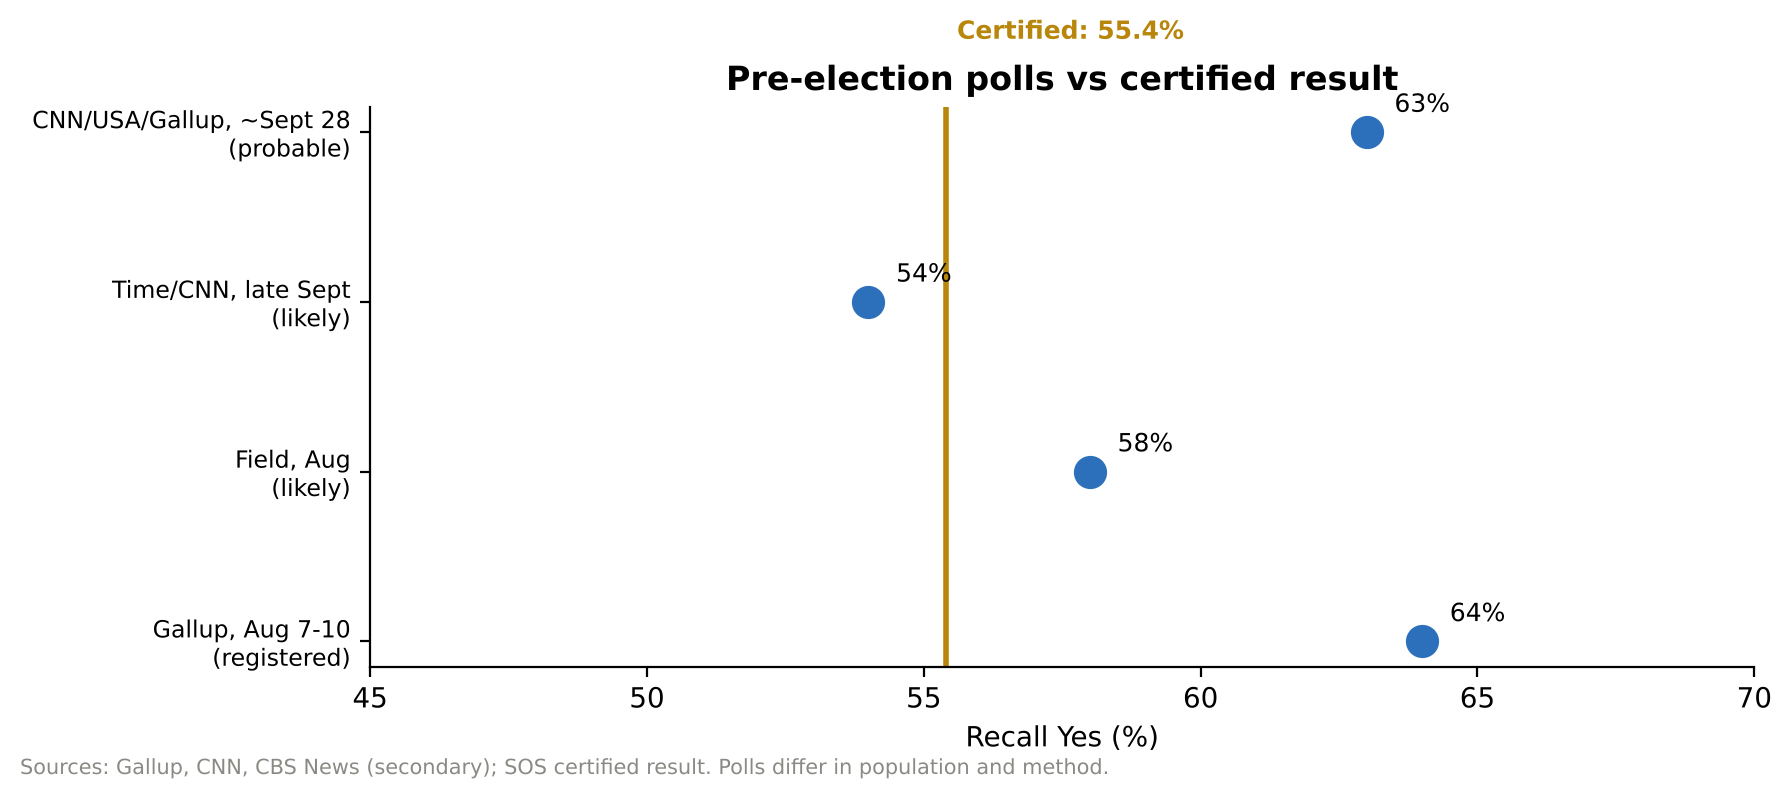 Certified: 55.4%
Pre-election polls vs certified result
CNN/USA/Gallup, ~Sept 28
(probable)
63%
Time/CNN, late Sept
(likely)
54%
Field, Aug
(likely)
58%
Gallup, Aug 7-10
(registered)
64%
45 50 55 60 65 70
Recall Yes (%)
Sources: Gallup, CNN, CBS News (secondary); SOS certified result. Polls differ in population and method.